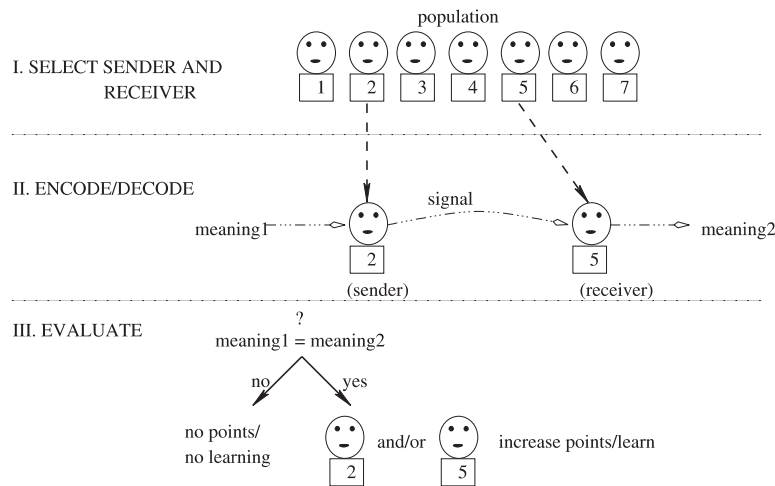 population
I. SELECT SENDER AND
RECEIVER
1 2 3 4 5 6 7
II. ENCODE/DECODE
signal
meaning1 meaning2
2 5
(sender) (receiver)
III. EVALUATE
?
meaning1 = meaning2
no yes
no points/
no learning
and/or increase points/learn
2 5